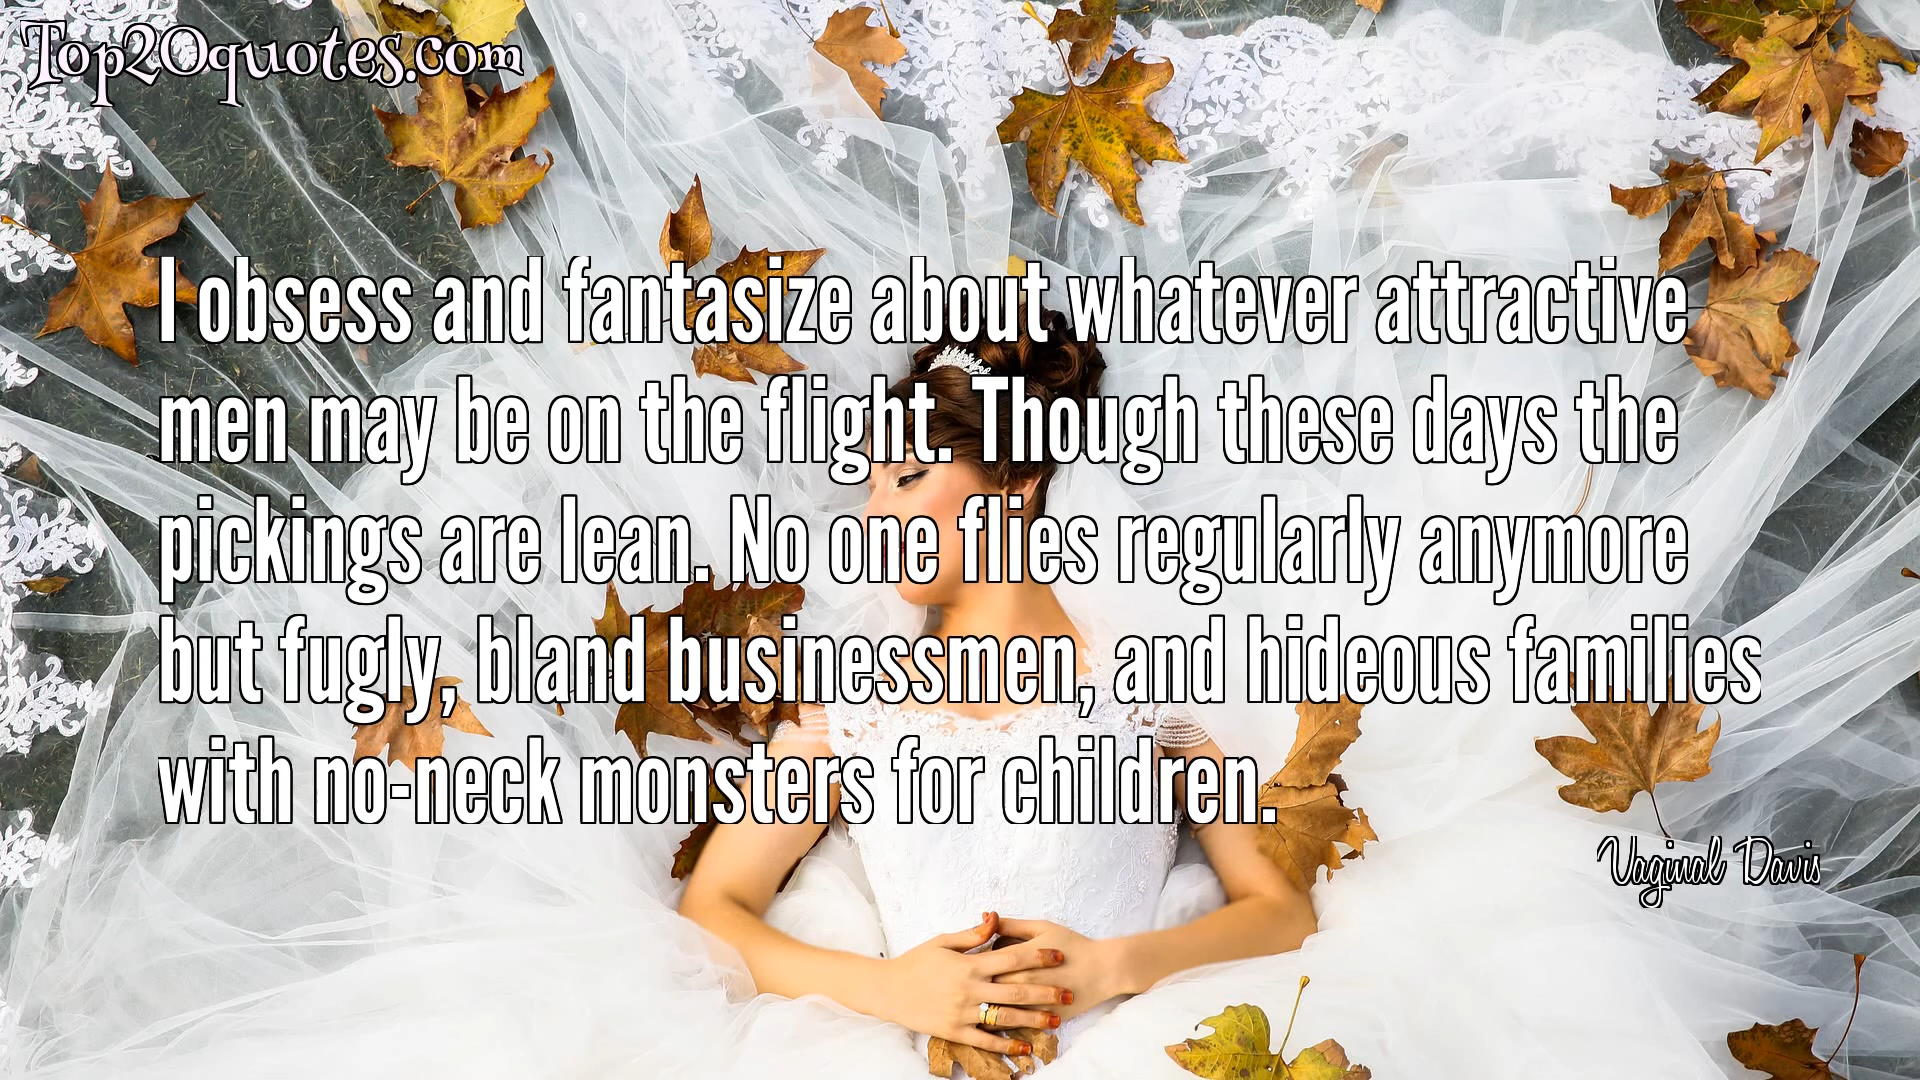 Top20quotes.com
I obsess and fantasize about whatever attractive
men may be on the flight. Though these days the
pickings are lean. No one flies regularly anymore
but fugly, bland businessmen, and hideous families
with no-neck monsters for children.
Vaginal Davis